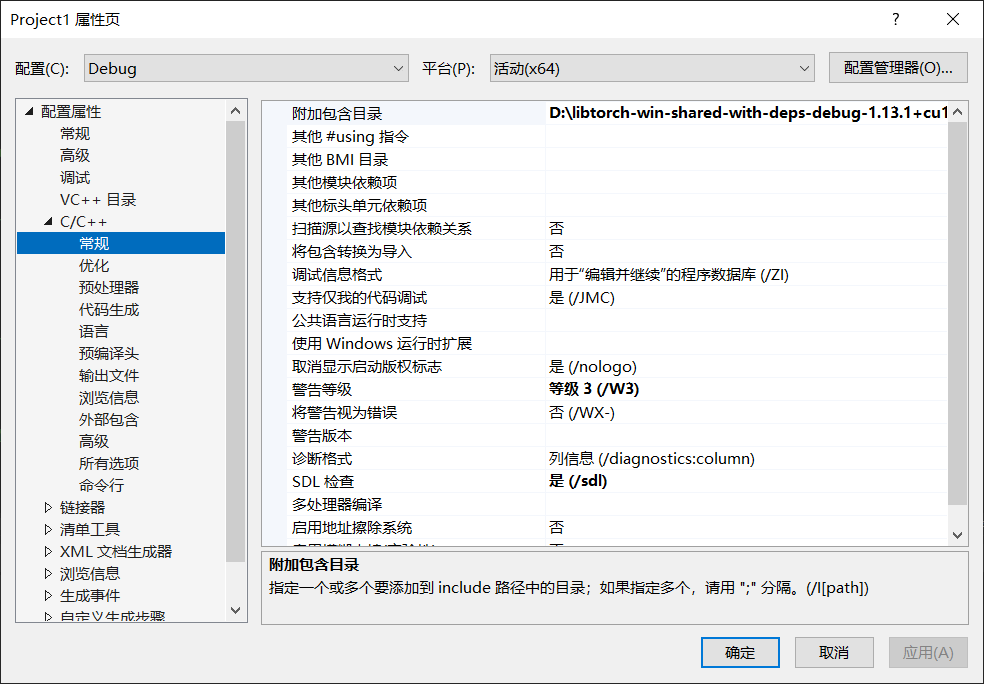 Project1 属性页
?
配置(C):
Debug
平台(P):
活动(x64)
配置管理器(O)...
配置属性
常规
高级
调试
VC++ 目录
C/C++
常规
优化
预处理器
代码生成
语言
预编译头
输出文件
浏览信息
外部包含
高级
所有选项
命令行
链接器
清单工具
XML 文档生成器
浏览信息
生成事件
自定义生成步骤
附加包含目录 D:\libtorch-win-shared-with-deps-debug-1.13.1+cu1
其他 #using 指令
其他 BMI 目录
其他模块依赖项
其他标头单元依赖项
扫描源以查找模块依赖关系 否
将包含转换为导入 否
调试信息格式 用于“编辑并继续”的程序数据库 (/ZI)
支持仅我的代码调试 是 (/JMC)
公共语言运行时支持
使用 Windows 运行时扩展
取消显示启动版权标志 是 (/nologo)
警告等级 等级 3 (/W3)
将警告视为错误 否 (/WX-)
警告版本
诊断格式 列信息 (/diagnostics:column)
SDL 检查 是 (/sdl)
多处理器编译
启用地址擦除系统 否
附加包含目录
指定一个或多个要添加到 include 路径中的目录；如果指定多个，请用 ";" 分隔。(/I[path])
确定
取消
应用(A)